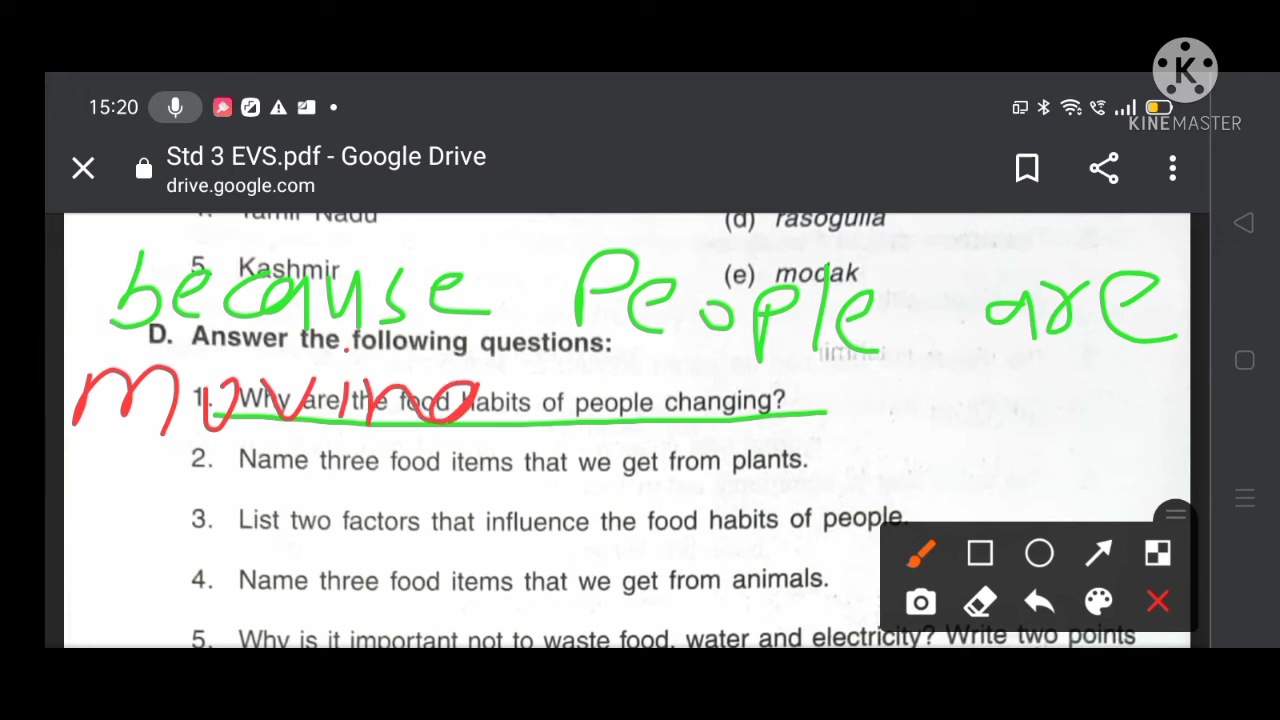 15:20
KINEMASTER
Std 3 EVS.pdf - Google Drive
drive.google.com
4. Tamil Nadu (d) rasogulla
5. Kashmir (e) modak
because People are
D. Answer the following questions:
moving
1. Why are the food habits of people changing?
2. Name three food items that we get from plants.
3. List two factors that influence the food habits of people.
4. Name three food items that we get from animals.
5. Why is it important not to waste food, water and electricity? Write two points